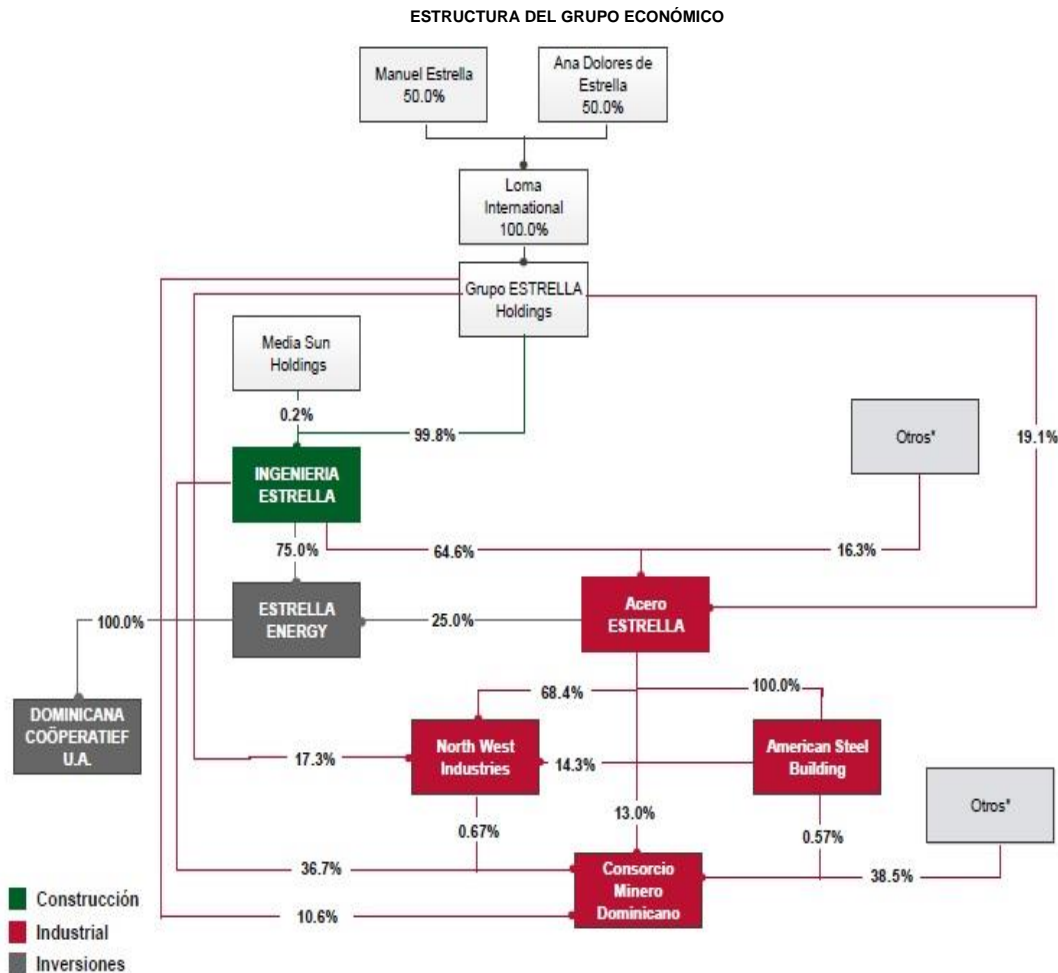 ESTRUCTURA DEL GRUPO ECONÓMICO
Manuel Estrella
50.0%
Ana Dolores de
Estrella
50.0%
Loma
International
100.0%
Grupo ESTRELLA
Holdings
Media Sun
Holdings
0.2%
99.8%
Otros*
19.1%
INGENIERIA
ESTRELLA
75.0%
64.6%
16.3%
ESTRELLA
ENERGY
Acero
ESTRELLA
100.0%
25.0%
68.4%
100.0%
DOMINICANA
COÖPERATIEF
U.A.
North West
Industries
American Steel
Building
17.3%
14.3%
Otros*
13.0%
0.67%
0.57%
36.7%
Consorcio
Minero
Dominicano
38.5%
10.6%
Construcción
Industrial
Inversiones